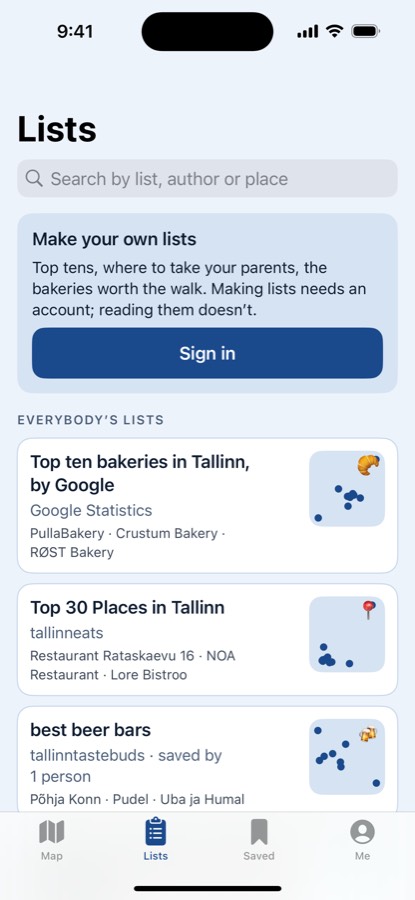 9:41
Lists
Search by list, author or place
Make your own lists
Top tens, where to take your parents, the
bakeries worth the walk. Making lists needs an
account; reading them doesn’t.
Sign in
EVERYBODY’S LISTS
Top ten bakeries in Tallinn,
by Google
Google Statistics
PullaBakery · Crustum Bakery ·
RØST Bakery
Top 30 Places in Tallinn
tallinneats
Restaurant Rataskaevu 16 · NOA
Restaurant · Lore Bistroo
best beer bars
tallinntastebuds · saved by
1 person
Põhja Konn · Pudel · Uba ja Humal
Map
Lists
Saved
Me